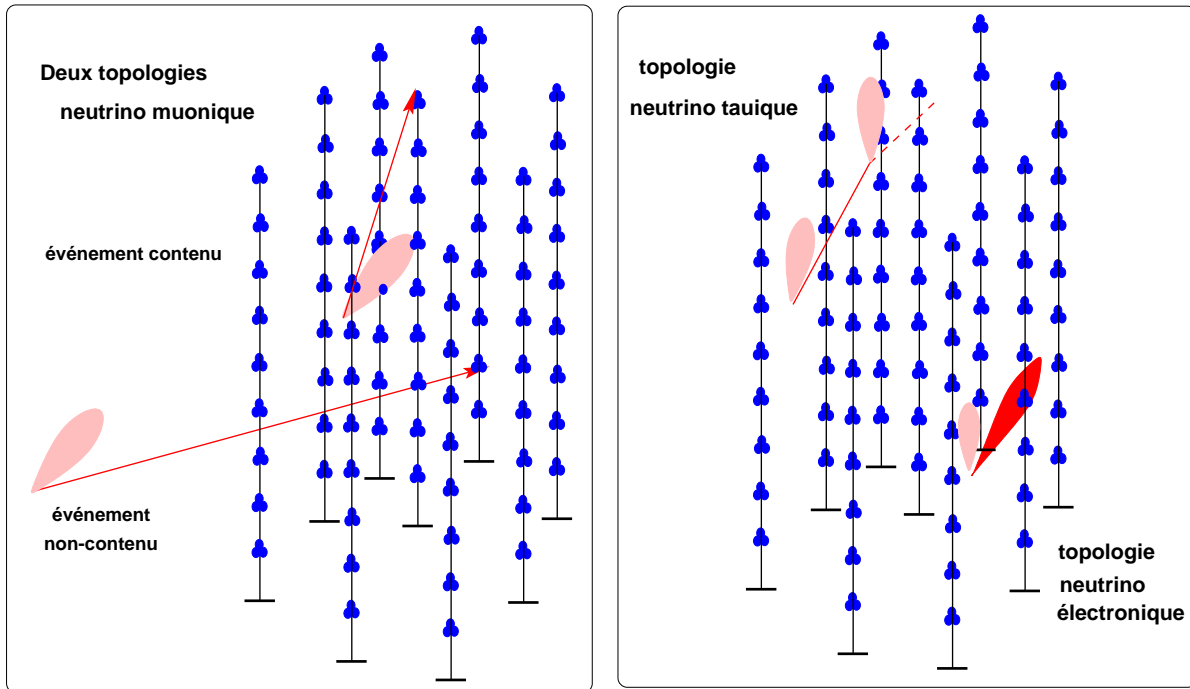 Deux topologies
neutrino muonique
événement contenu
événement
non-contenu
topologie
neutrino tauique
topologie
neutrino
électronique